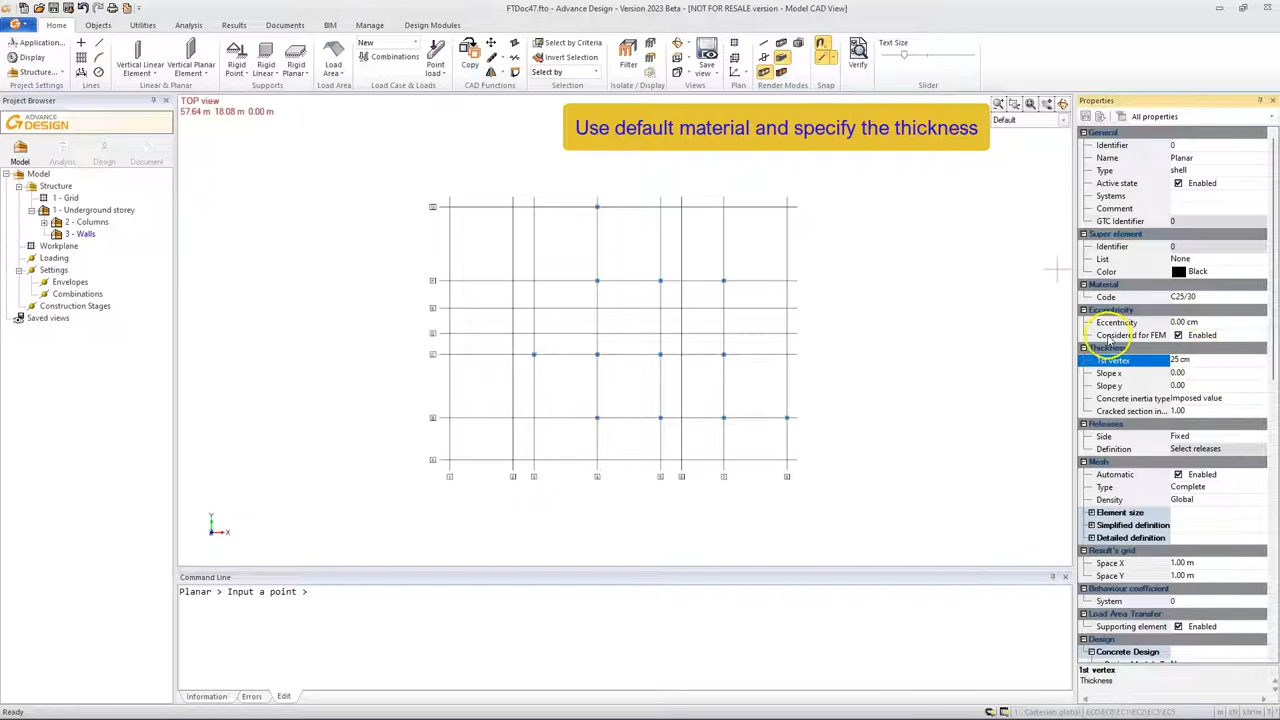 FTDoc47.fto - Advance Design - Version 2023 Beta - [NOT FOR RESALE version - Model CAD View]
Home Objects Utilities Analysis Results Documents BIM Manage Design Modules
Application...
Display
Structure...
Project Settings
Lines
Vertical Linear Element
Vertical Planar Element
Linear & Planar
Rigid Point
Rigid Linear
Rigid Planar
Supports
Load Area
Load Area
New
Combinations
Point load
Load Case & Loads
Copy
CAD Functions
Select by Criteria
Invert Selection
Select by
Selection
Filter
Isolate / Display
Save view
Views
Plan
Render Modes
Snap
Verify
Text Size
Slider
Project Browser
ADVANCE DESIGN
Model Analysis Design Document
Model
Structure
1 - Grid
1 - Underground storey
2 - Columns
3 - Walls
Workplane
Loading
Settings
Envelopes
Combinations
Construction Stages
Saved views
TOP view
57.64 m 18.08 m 0.00 m
Default
Use default material and specify the thickness
Y
X
Command Line
Planar > Input a point >
Information Errors Edit
Properties
All properties
General
Identifier 0
Name Planar
Type shell
Active state Enabled
Systems
Comment
GTC Identifier 0
Super element
Identifier 0
List None
Color Black
Material
Code C25/30
Eccentricity
Eccentricity 0.00 cm
Considered for FEM Enabled
Thickness
1st vertex 25 cm
Slope x 0.00
Slope y 0.00
Concrete inertia type Imposed value
Cracked section in... 1.00
Releases
Side Fixed
Definition Select releases
Mesh
Automatic Enabled
Type Complete
Density Global
Element size
Simplified definition
Detailed definition
Result's grid
Space X 1.00 m
Space Y 1.00 m
Behaviour coefficient
System 0
Load Area Transfer
Supporting element Enabled
Design
Concrete Design
1st vertex
Thickness
Ready